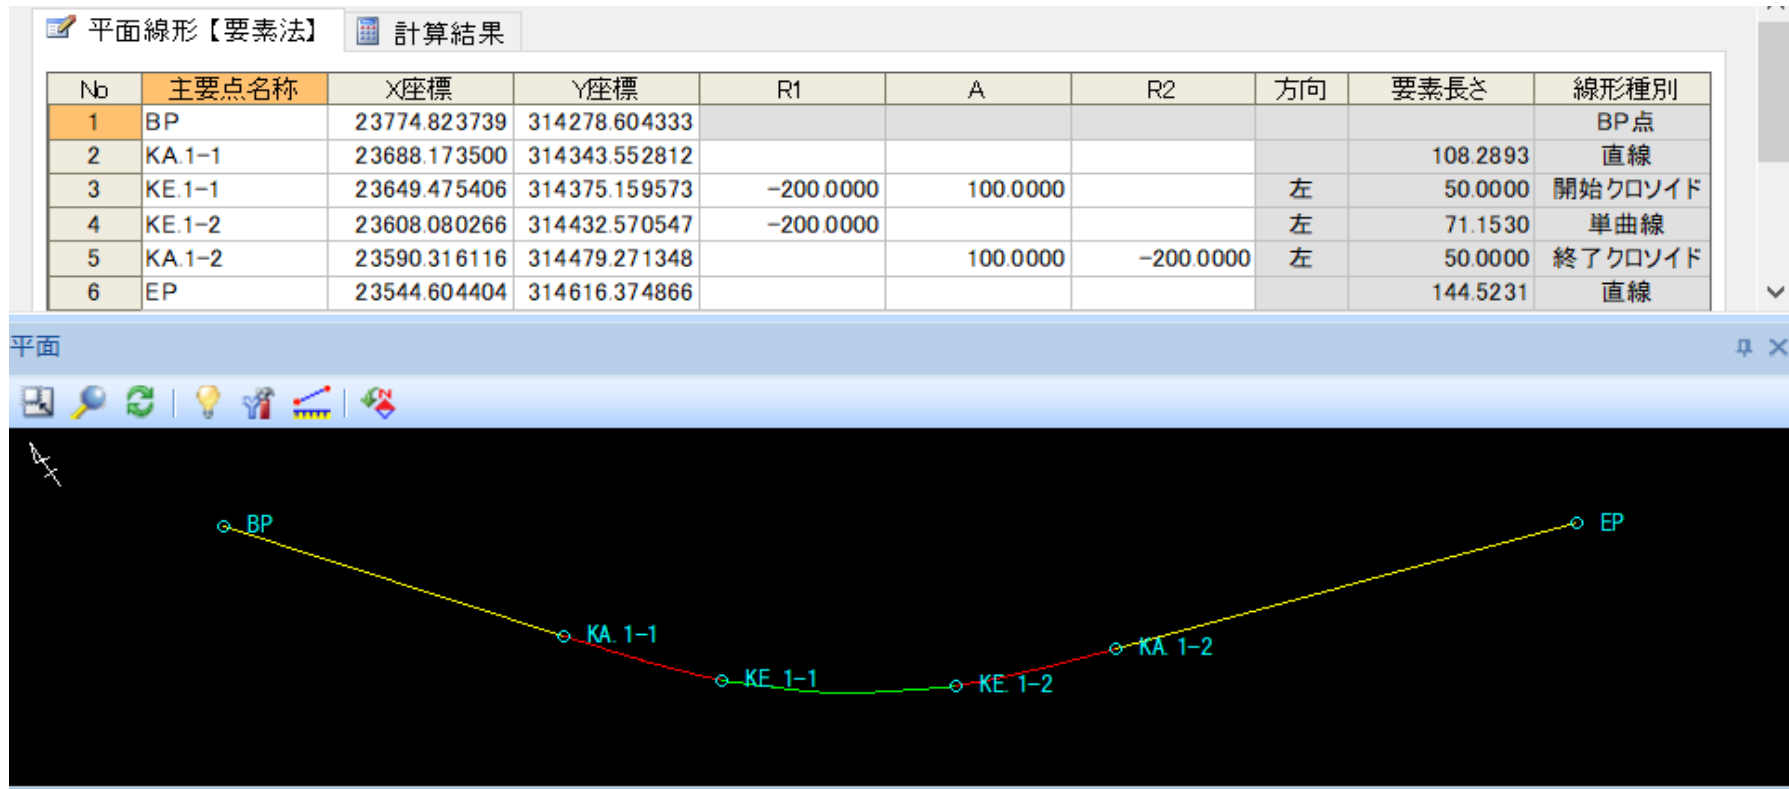 平面線形【要素法】 計算結果
No 主要点名称 X座標 Y座標 R1 A R2 方向 要素長さ 線形種別
1 BP 23774.823739 314278.604333 BP点
2 KA.1-1 23688.173500 314343.552812 108.2893 直線
3 KE.1-1 23649.475406 314375.159573 -200.0000 100.0000 左 50.0000 開始クロソイド
4 KE.1-2 23608.080266 314432.570547 -200.0000 左 71.1530 単曲線
5 KA.1-2 23590.316116 314479.271348 100.0000 -200.0000 左 50.0000 終了クロソイド
6 EP 23544.604404 314616.374866 144.5231 直線
平面
BP
EP
KA.1-1
KA.1-2
KE.1-1
KE.1-2